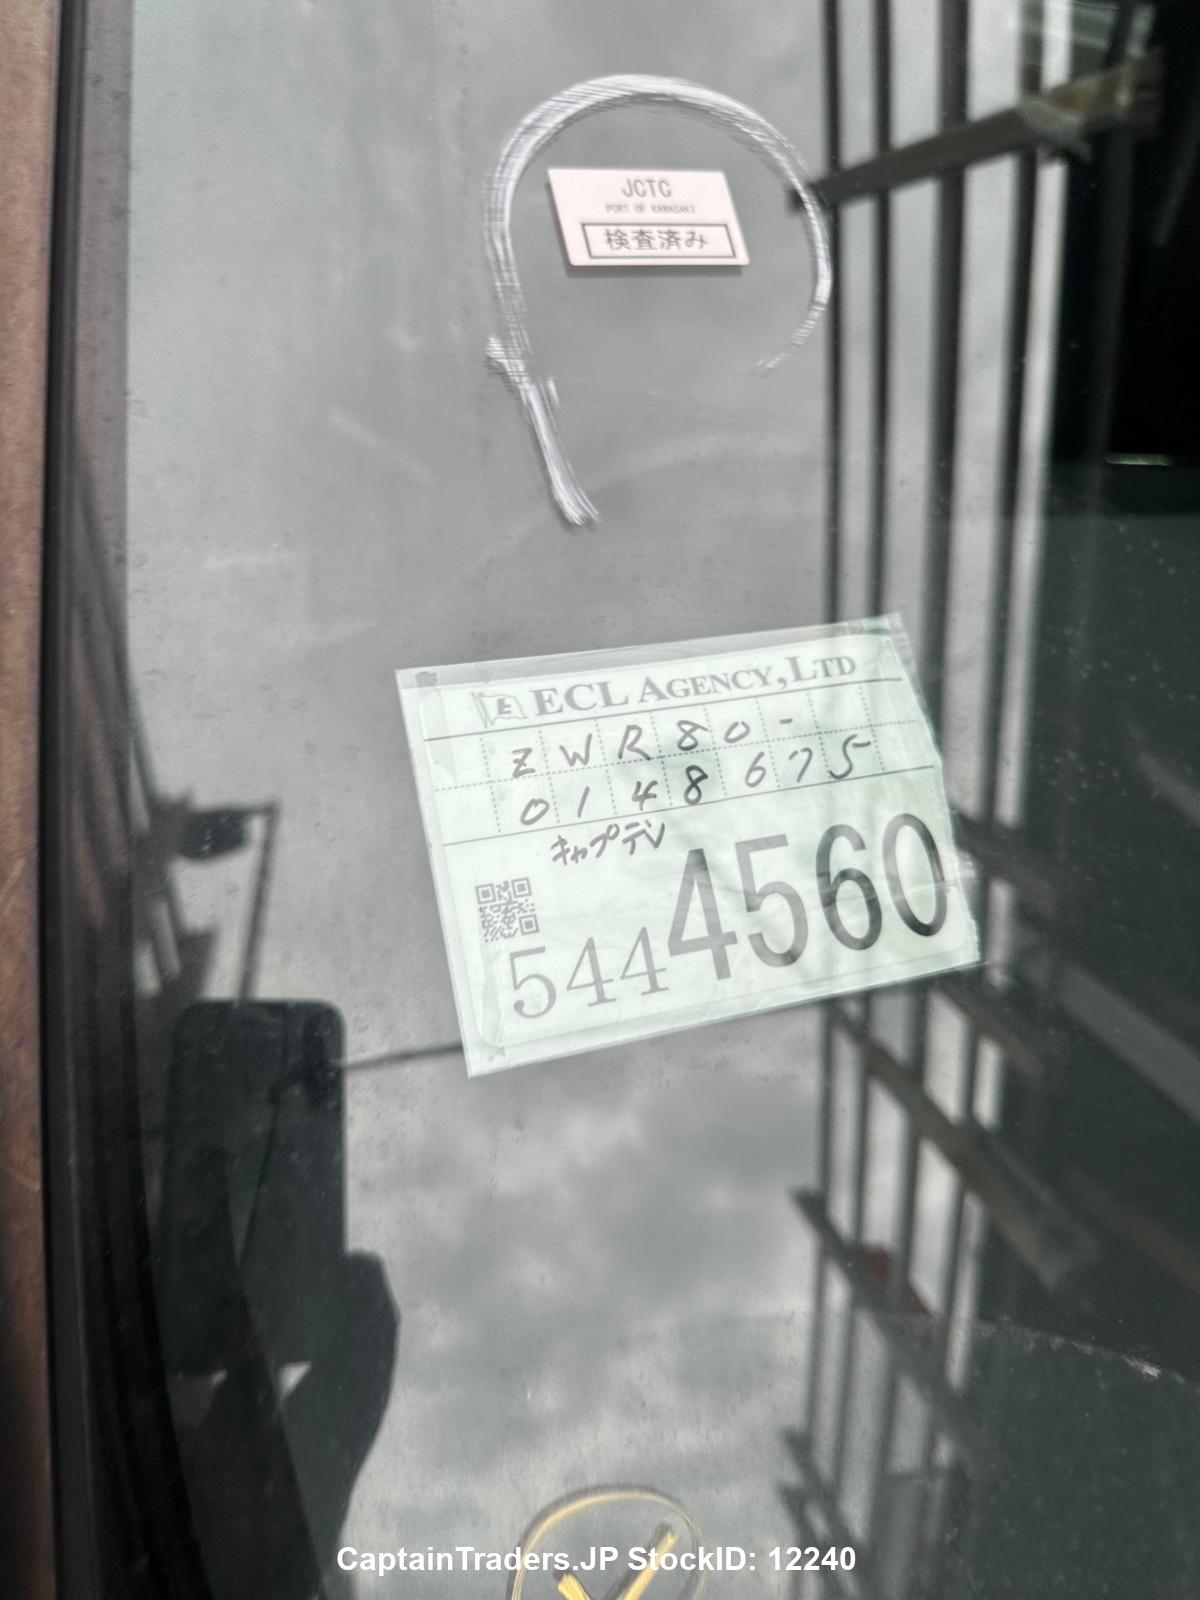 JCTC
PORT OF KAWASAKI
検査済み
E ECL AGENCY, LTD
ZWR80-
0148675
キャプテン
5444560
CaptainTraders.JP StockID: 12240